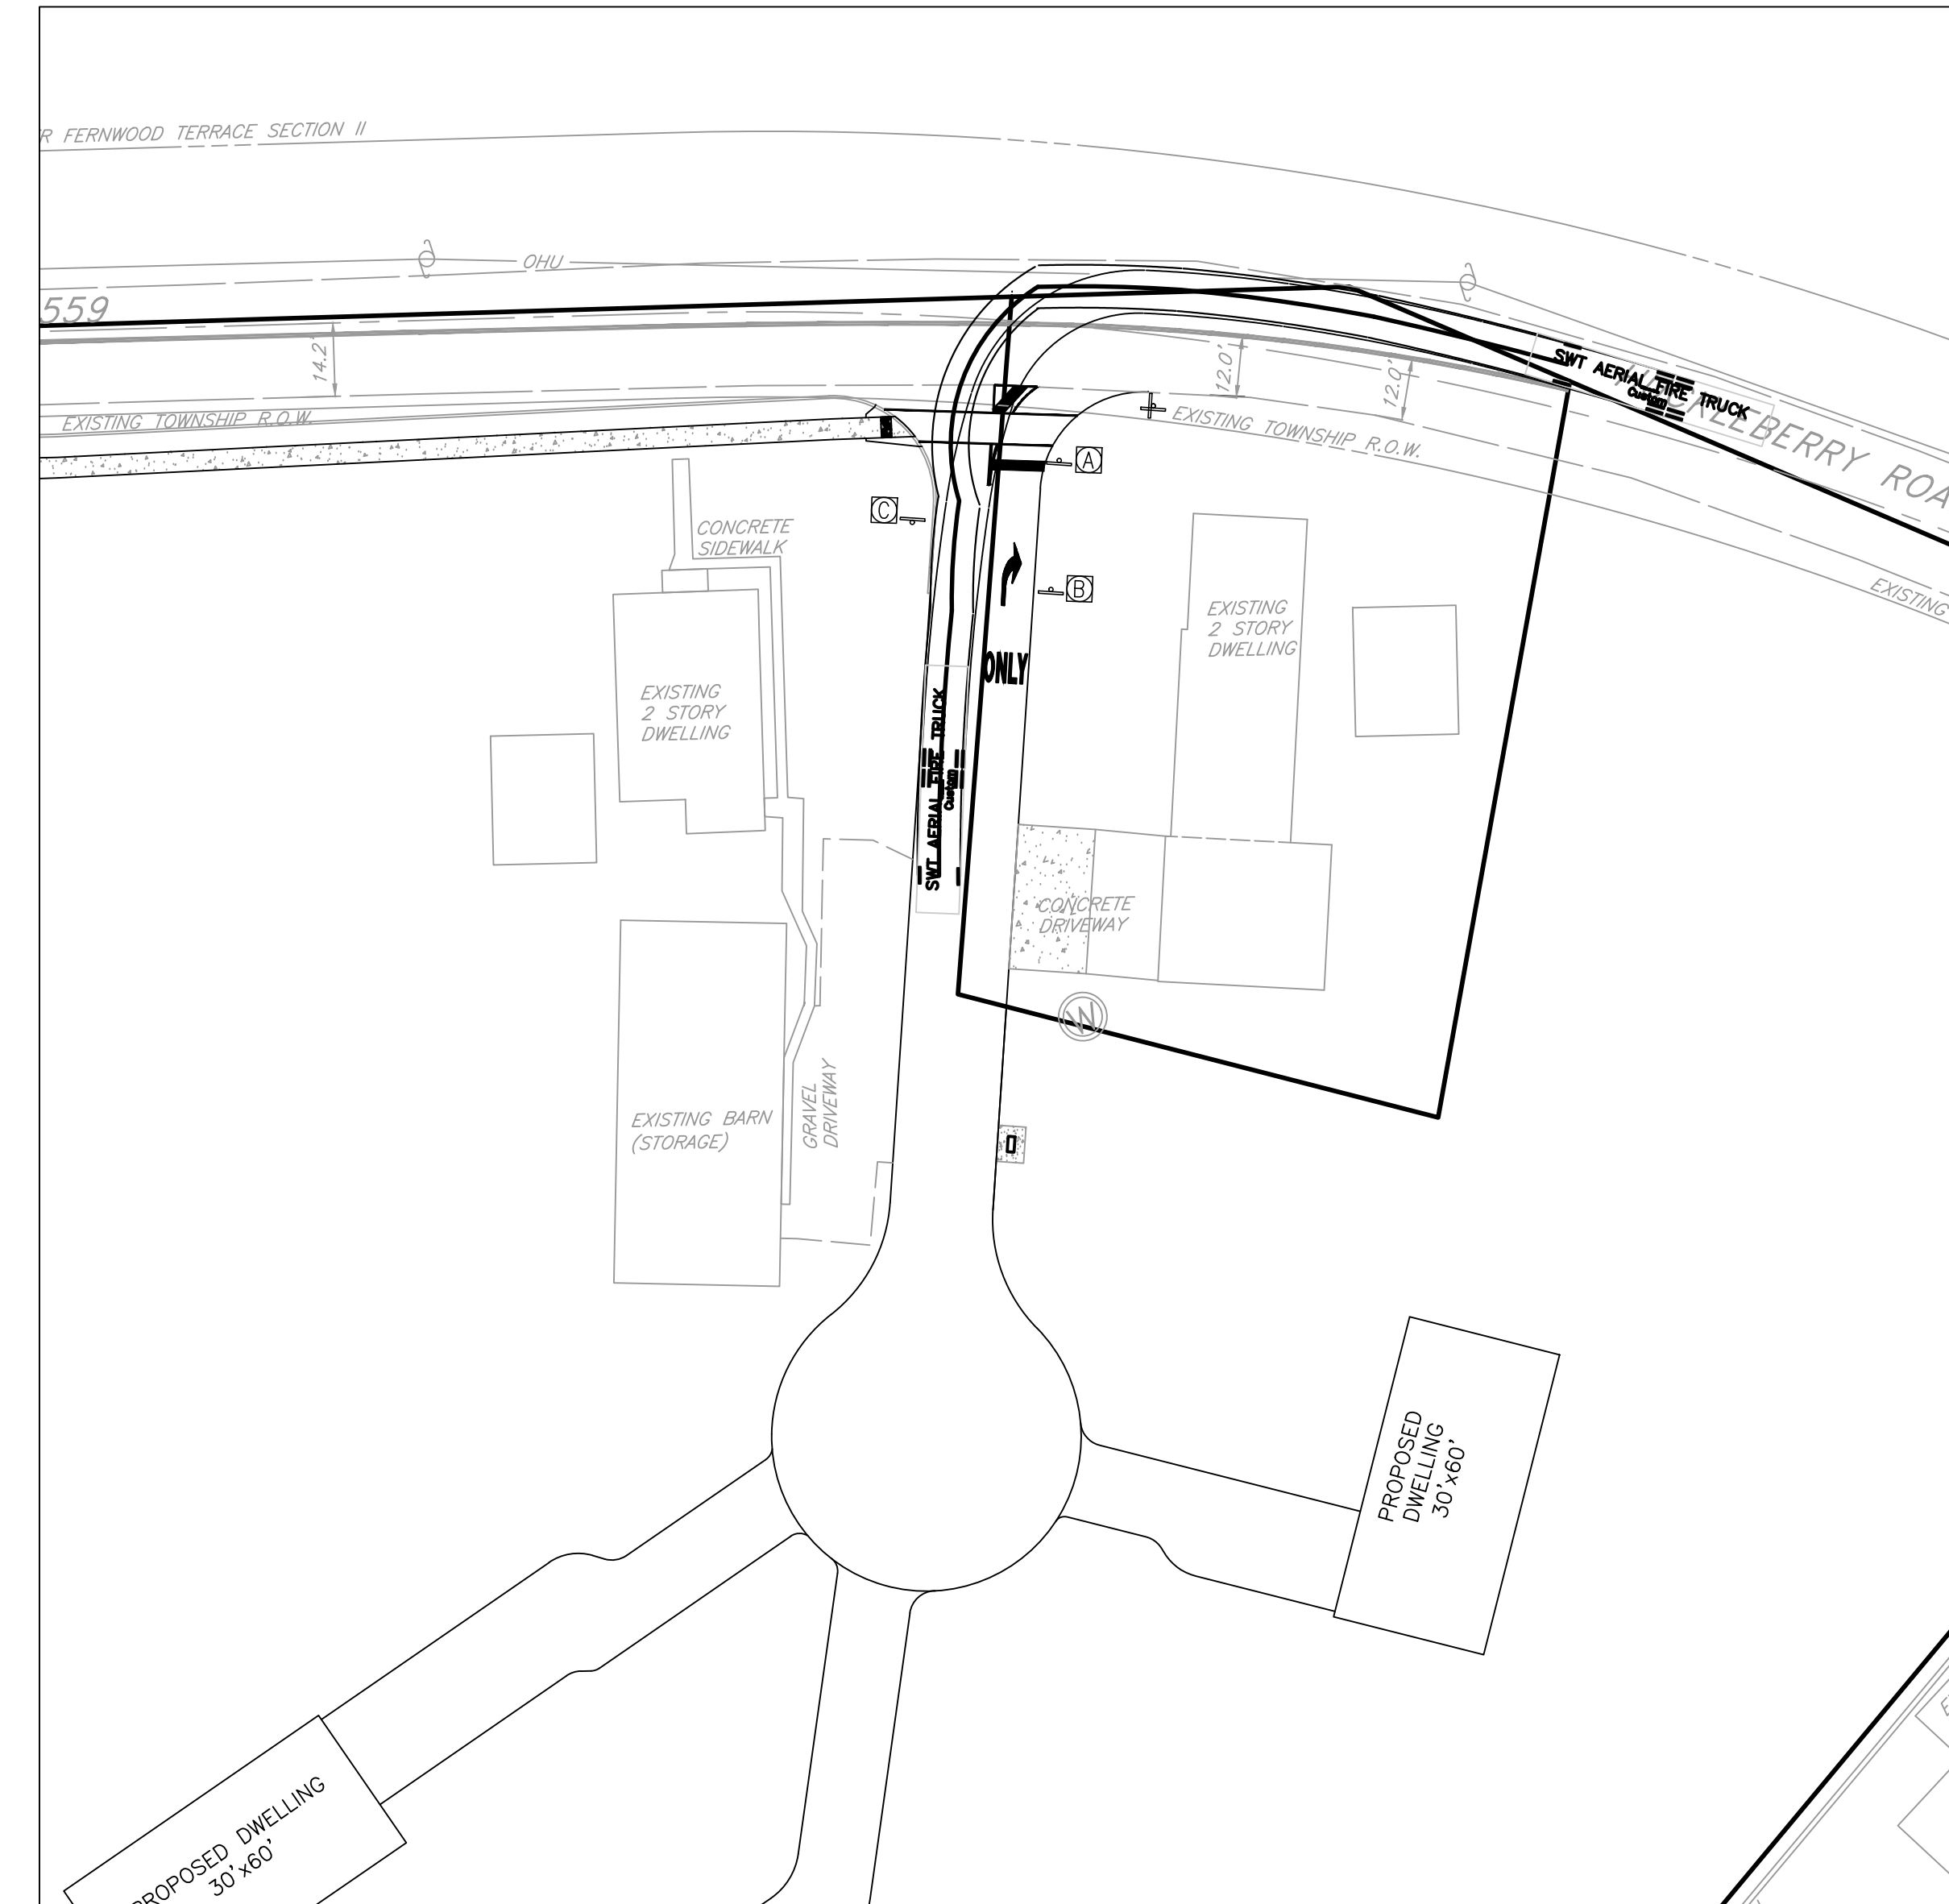 R FERNWOOD TERRACE SECTION II
OHU
559
14.2'
12.0'
12.0'
SWT AERIAL FIRE TRUCK
Custom
EXISTING TOWNSHIP R.O.W.
EXISTING TOWNSHIP R.O.W.
A
C
B
CONCRETE
SIDEWALK
EXISTING
EXISTING
2 STORY
DWELLING
ONLY
EXISTING
2 STORY
DWELLING
SWT AERIAL FIRE TRUCK
Custom
CONCRETE
DRIVEWAY
W
GRAVEL
DRIVEWAY
EXISTING BARN
(STORAGE)
PROPOSED
DWELLING
30'x60'
PROPOSED DWELLING
30'x60'